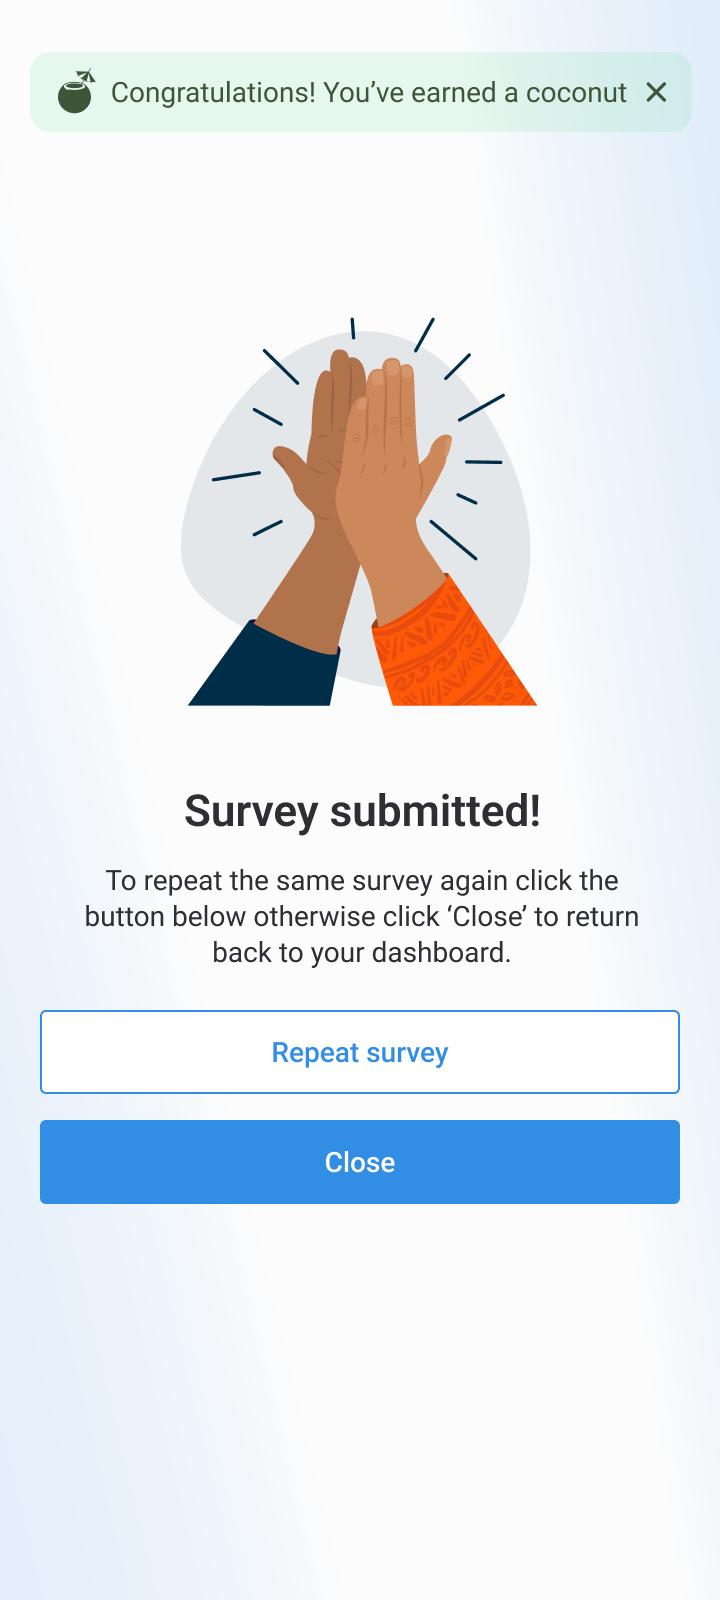 Congratulations! You’ve earned a coconut
Survey submitted!
To repeat the same survey again click the
button below otherwise click ‘Close’ to return
back to your dashboard.
Repeat survey
Close